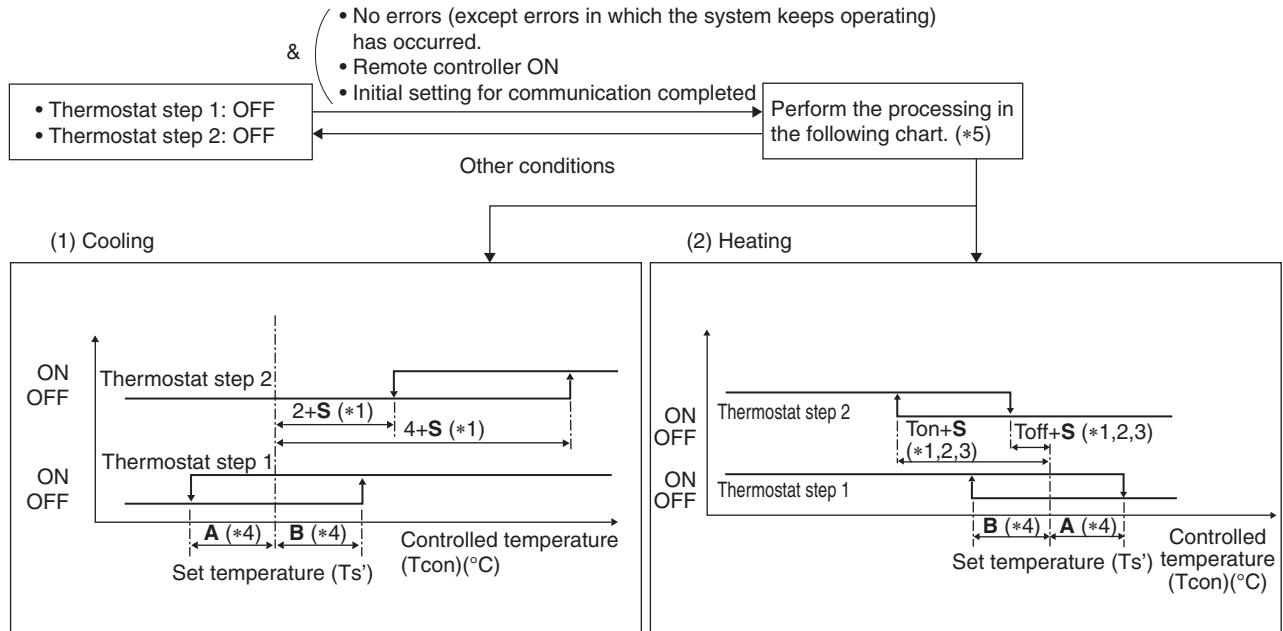 • No errors (except errors in which the system keeps operating)
has occurred.
&
• Remote controller ON
• Initial setting for communication completed
• Thermostat step 1: OFF
• Thermostat step 2: OFF
Perform the processing in
the following chart. (*5)
Other conditions
(1) Cooling
ON
OFF
Thermostat step 2
2+S (*1)
4+S (*1)
Thermostat step 1
ON
OFF
A (*4)
B (*4)
Controlled temperature
(Tcon)(°C)
Set temperature (Ts')
(2) Heating
ON
OFF
Thermostat step 2
Ton+S
(*1,2,3)
Toff+S (*1,2,3)
ON
OFF
Thermostat step 1
B (*4)
A (*4)
Controlled
temperature
(Tcon)(°C)
Set temperature (Ts')